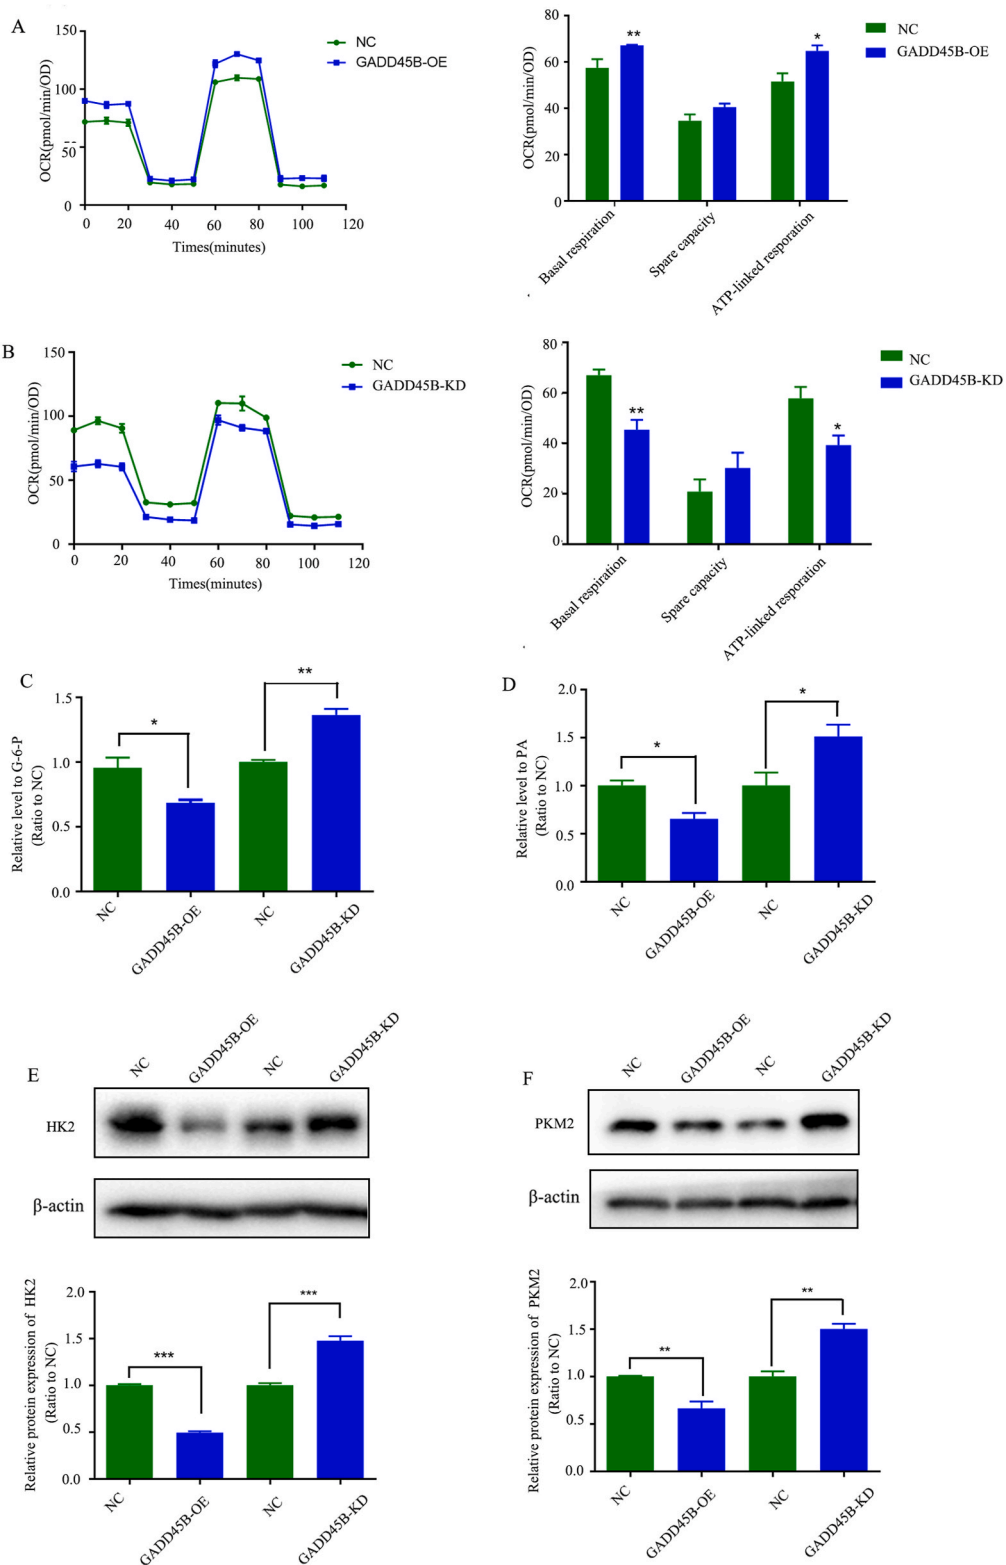 A
OCR(pmol/min/OD)
150
100
50
0
0 20 40 60 80 100 120
Times(minutes)
NC
GADD45B-OE
OCR(pmol/min/OD)
80
60
40
20
0
** *
Basal respiration
Spare capacity
ATP-linked resporation
NC
GADD45B-OE
B
OCR(pmol/min/OD)
150
100
50
0
0 20 40 60 80 100 120
Times(minutes)
NC
GADD45B-KD
OCR(pmol/min/OD)
80
60
40
20
0
** *
Basal respiration
Spare capacity
ATP-linked resporation
NC
GADD45B-KD
C
Relative level to G-6-P
(Ratio to NC)
1.5
1.0
0.5
0.0
* **
NC
GADD45B-OE
NC
GADD45B-KD
D
Relative level to PA
(Ratio to NC)
2.0
1.5
1.0
0.5
0.0
* *
NC
GADD45B-OE
NC
GADD45B-KD
E
NC
GADD45B-OE
NC
GADD45B-KD
HK2
β-actin
Relative protein expression of HK2
(Ratio to NC)
2.0
1.5
1.0
0.5
0.0
*** ***
NC
GADD45B-OE
NC
GADD45B-KD
F
NC
GADD45B-OE
NC
GADD45B-KD
PKM2
β-actin
Relative protein expression of PKM2
(Ratio to NC)
2.0
1.5
1.0
0.5
0.0
** **
NC
GADD45B-OE
NC
GADD45B-KD